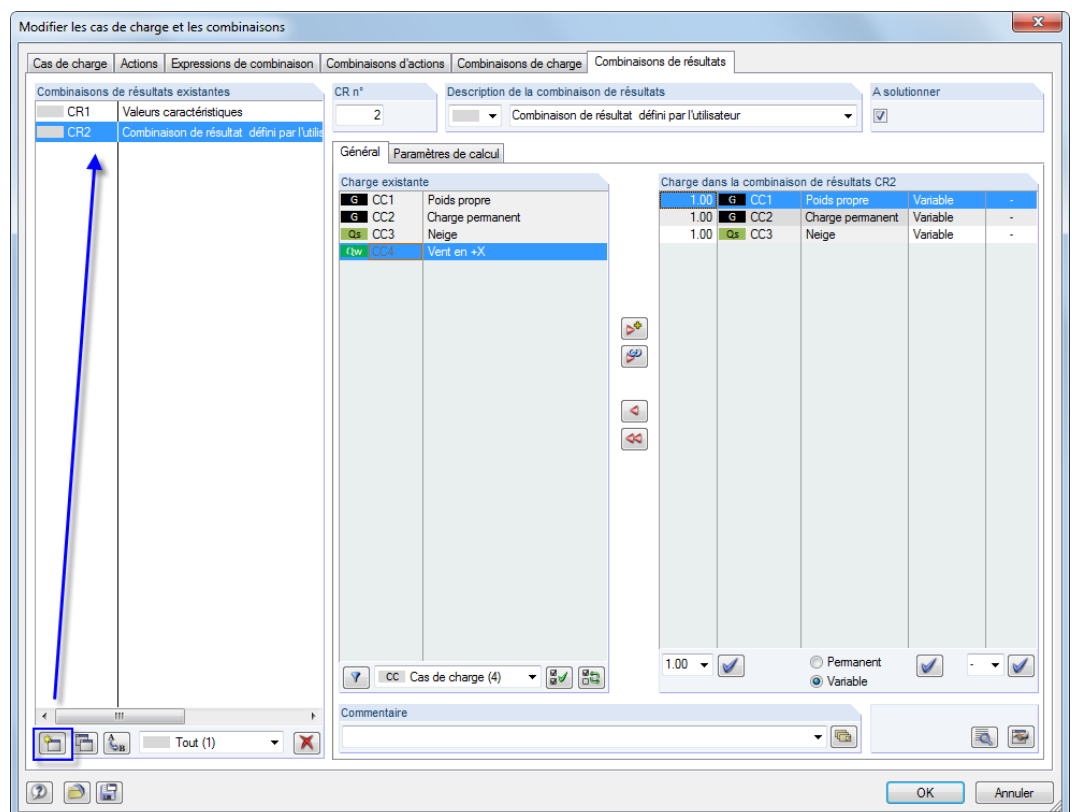 Modifier les cas de charge et les combinaisons
x
Cas de charge Actions Expressions de combinaison Combinaisons d'actions Combinaisons de charge Combinaisons de résultats
Combinaisons de résultats existantes
CR1 Valeurs caractéristiques
CR2 Combinaison de résultat défini par l'utilis
Tout (1)
CR n°
2
Description de la combinaison de résultats
Combinaison de résultat défini par l'utilisateur
A solutionner
Général Paramètres de calcul
Charge existante
G CC1 Poids propre
G CC2 Charge permanent
Qs CC3 Neige
Qw CC4 Vent en +X
CC Cas de charge (4)
Charge dans la combinaison de résultats CR2
1.00 G CC1 Poids propre Variable -
1.00 G CC2 Charge permanent Variable -
1.00 Qs CC3 Neige Variable -
1.00 Permanent -
Variable
Commentaire
OK Annuler